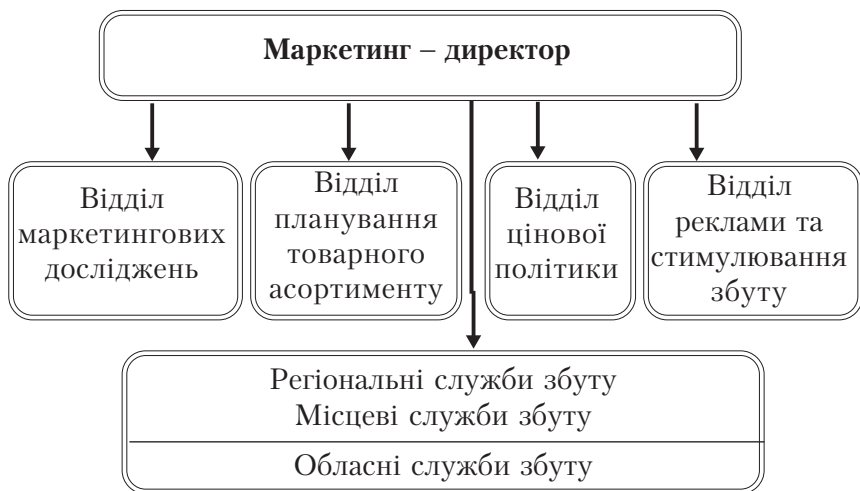 Маркетинг – директор
Відділ
маркетингових
досліджень
Відділ
планування
товарного
асортименту
Відділ
цінової
політики
Відділ
реклами та
стимулювання
збуту
Регіональні служби збуту
Місцеві служби збуту
Обласні служби збуту